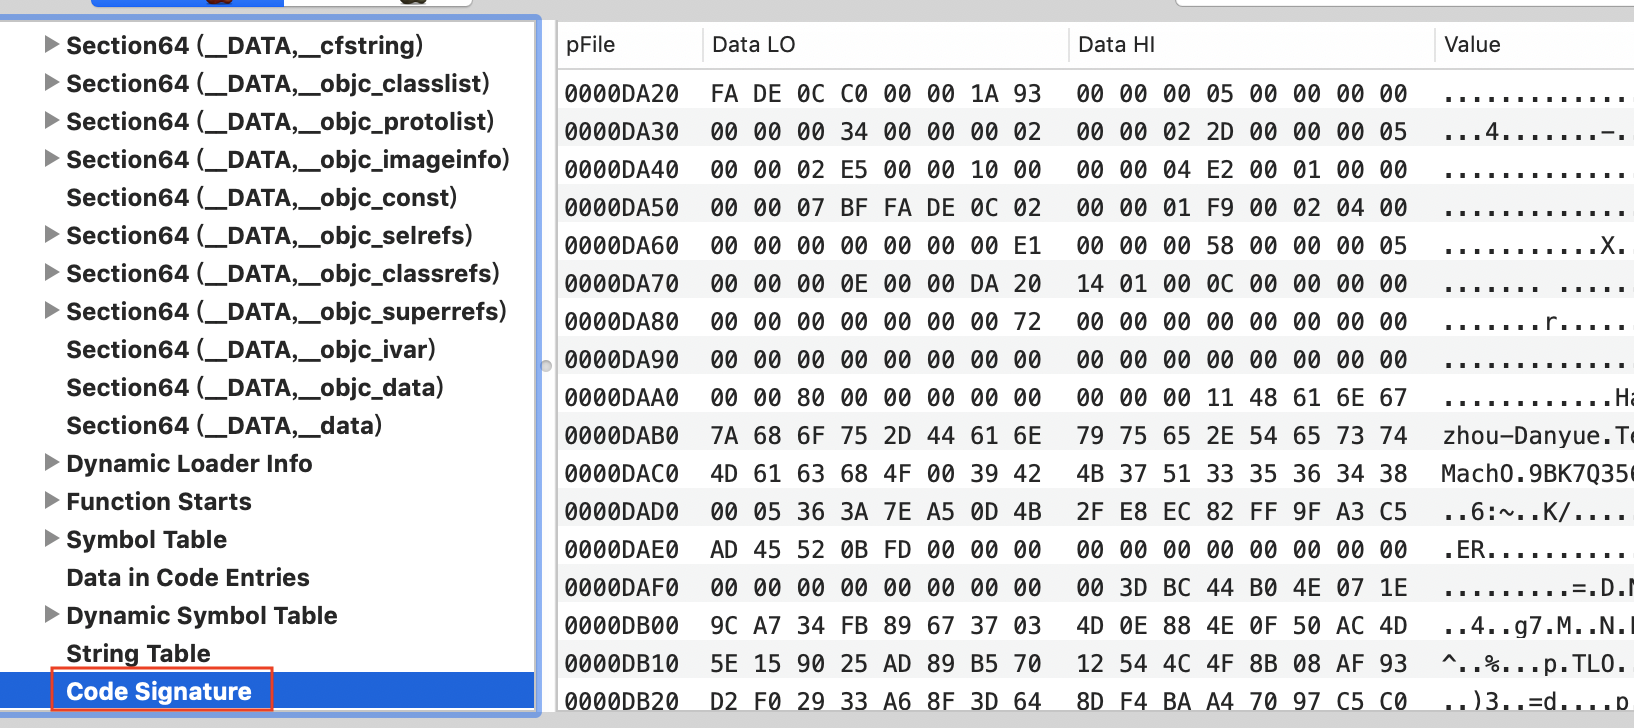 Section64 (__DATA,__cfstring)
Section64 (__DATA,__objc_classlist)
Section64 (__DATA,__objc_protolist)
Section64 (__DATA,__objc_imageinfo)
Section64 (__DATA,__objc_const)
Section64 (__DATA,__objc_selrefs)
Section64 (__DATA,__objc_classrefs)
Section64 (__DATA,__objc_superrefs)
Section64 (__DATA,__objc_ivar)
Section64 (__DATA,__objc_data)
Section64 (__DATA,__data)
Dynamic Loader Info
Function Starts
Symbol Table
Data in Code Entries
Dynamic Symbol Table
String Table
Code Signature
pFile Data LO Data HI Value
0000DA20 FA DE 0C C0 00 00 1A 93 00 00 00 05 00 00 00 00 ..............
0000DA30 00 00 00 34 00 00 00 02 00 00 02 2D 00 00 00 05 ...4.......-.
0000DA40 00 00 02 E5 00 00 10 00 00 00 04 E2 00 01 00 00 ..............
0000DA50 00 00 07 BF FA DE 0C 02 00 00 01 F9 00 02 04 00 ..............
0000DA60 00 00 00 00 00 00 00 E1 00 00 00 58 00 00 00 05 ...........X.
0000DA70 00 00 00 0E 00 00 DA 20 14 01 00 0C 00 00 00 00 ....... ......
0000DA80 00 00 00 00 00 00 00 72 00 00 00 00 00 00 00 00 .......r.....
0000DA90 00 00 00 00 00 00 00 00 00 00 00 00 00 00 00 00 ..............
0000DAA0 00 00 80 00 00 00 00 00 00 00 00 11 48 61 6E 67 ............Ha
0000DAB0 7A 68 6F 75 2D 44 61 6E 79 75 65 2E 54 65 73 74 zhou-Danyue.Te
0000DAC0 4D 61 63 68 4F 00 39 42 4B 37 51 33 35 36 34 38 MachO.9BK7Q356
0000DAD0 00 05 36 3A 7E A5 0D 4B 2F E8 EC 82 FF 9F A3 C5 ..6:~..K/.....
0000DAE0 AD 45 52 0B FD 00 00 00 00 00 00 00 00 00 00 00 .ER...........
0000DAF0 00 00 00 00 00 00 00 00 00 3D BC 44 B0 4E 07 1E .........=.D.N
0000DB00 9C A7 34 FB 89 67 37 03 4D 0E 88 4E 0F 50 AC 4D ..4..g7.M..N.
0000DB10 5E 15 90 25 AD 89 B5 70 12 54 4C 4F 8B 08 AF 93 ^..%...p.TLO.
0000DB20 D2 F0 29 33 A6 8F 3D 64 8D F4 BA A4 70 97 C5 C0 ..)3..=d....p